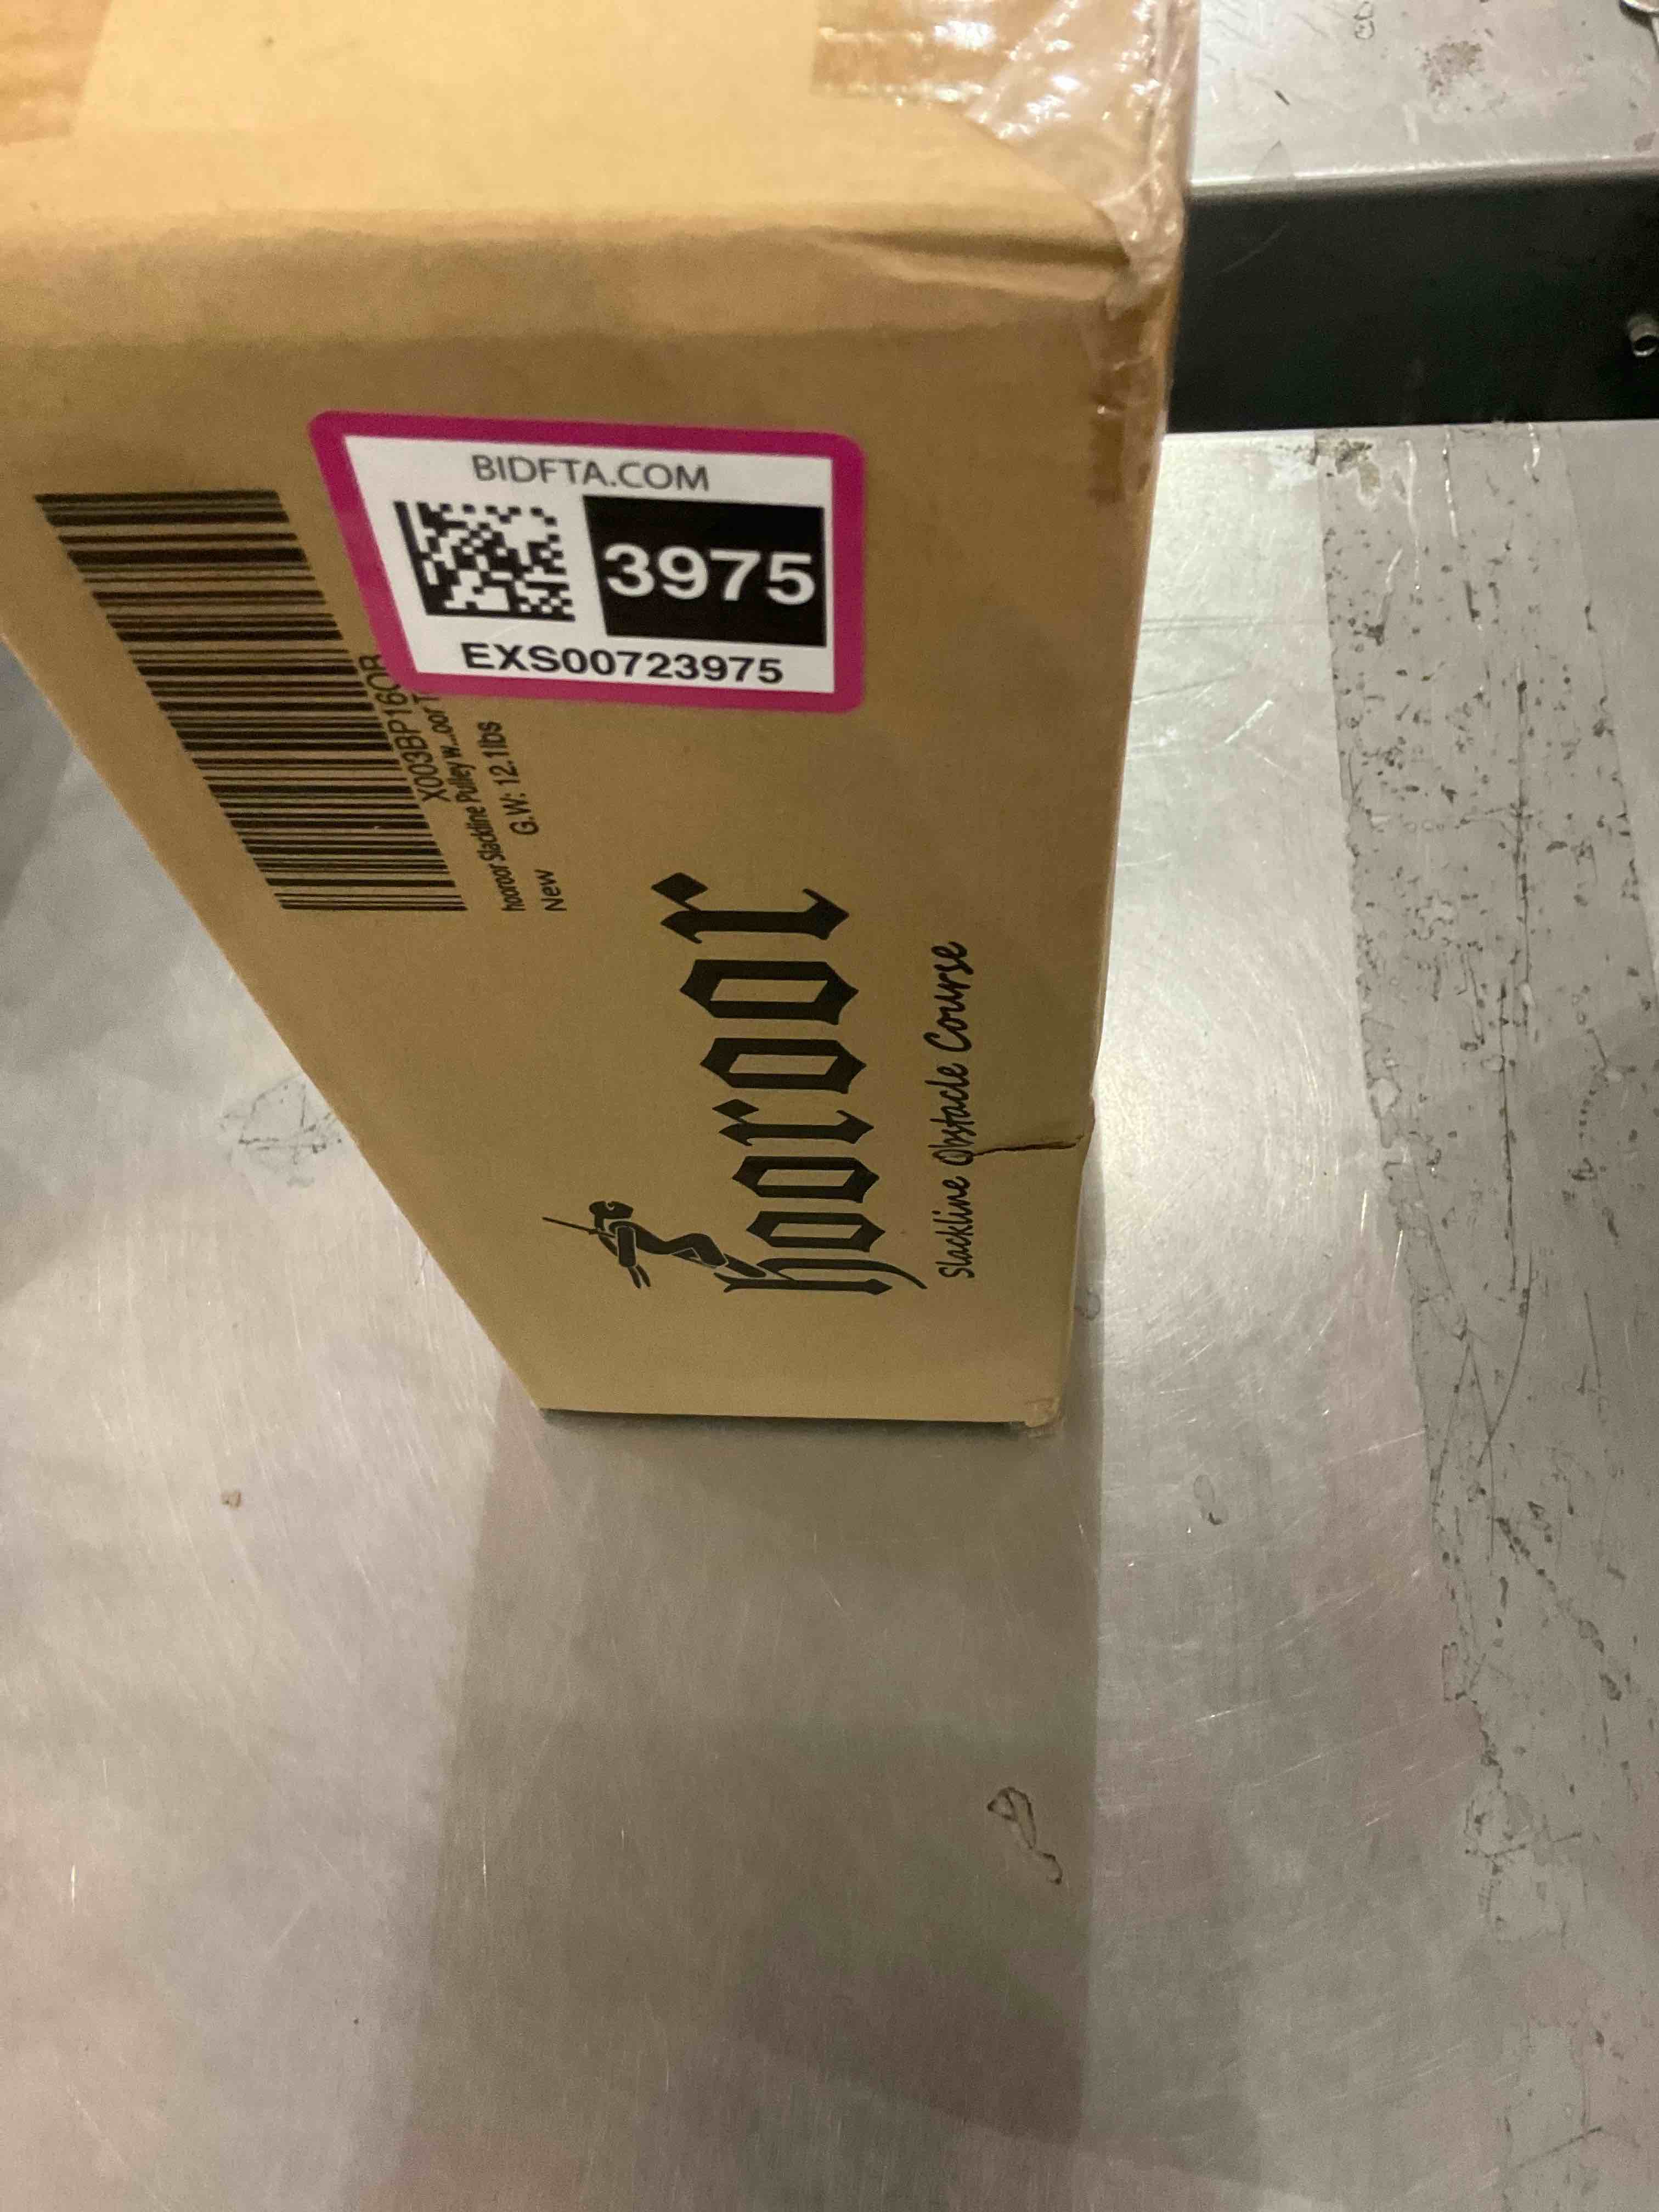 BIDFTA.COM
3975
EXS00723975
X003BP16OR
hooroor Slackline Pulley w...oor
New G.W: 12.1lbs
hooroor
Slackline Obstacle Course